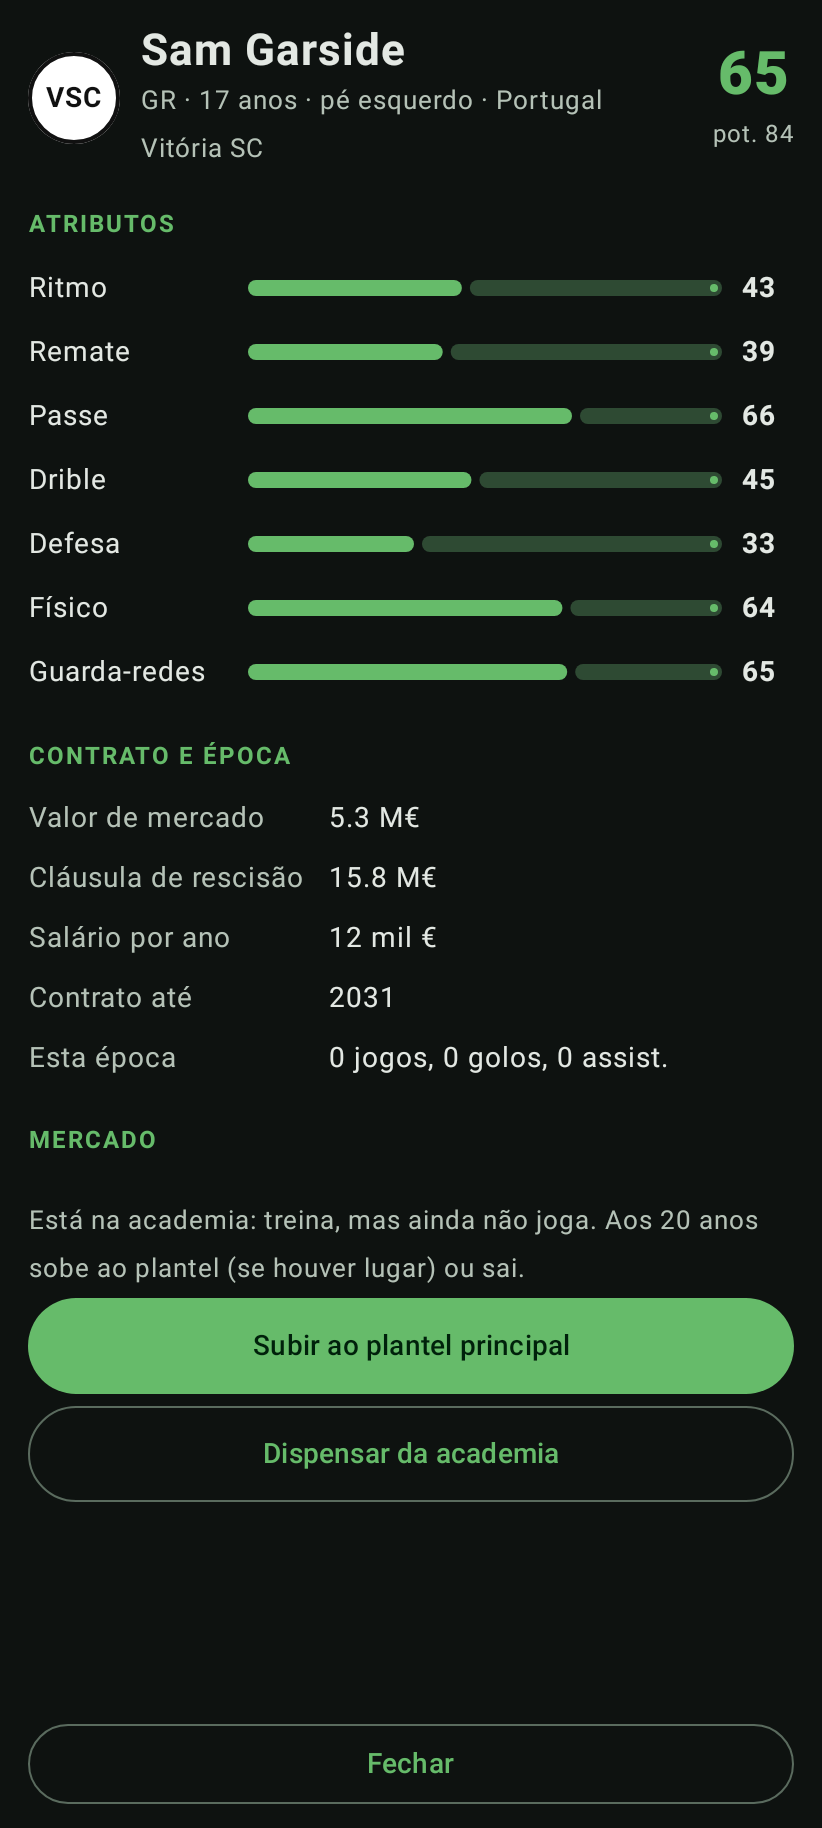 VSC
Sam Garside
GR · 17 anos · pé esquerdo · Portugal
Vitória SC
65
pot. 84
ATRIBUTOS
Ritmo 43
Remate 39
Passe 66
Drible 45
Defesa 33
Físico 64
Guarda-redes 65
CONTRATO E ÉPOCA
Valor de mercado 5.3 M€
Cláusula de rescisão 15.8 M€
Salário por ano 12 mil €
Contrato até 2031
Esta época 0 jogos, 0 golos, 0 assist.
MERCADO
Está na academia: treina, mas ainda não joga. Aos 20 anos
sobe ao plantel (se houver lugar) ou sai.
Subir ao plantel principal
Dispensar da academia
Fechar